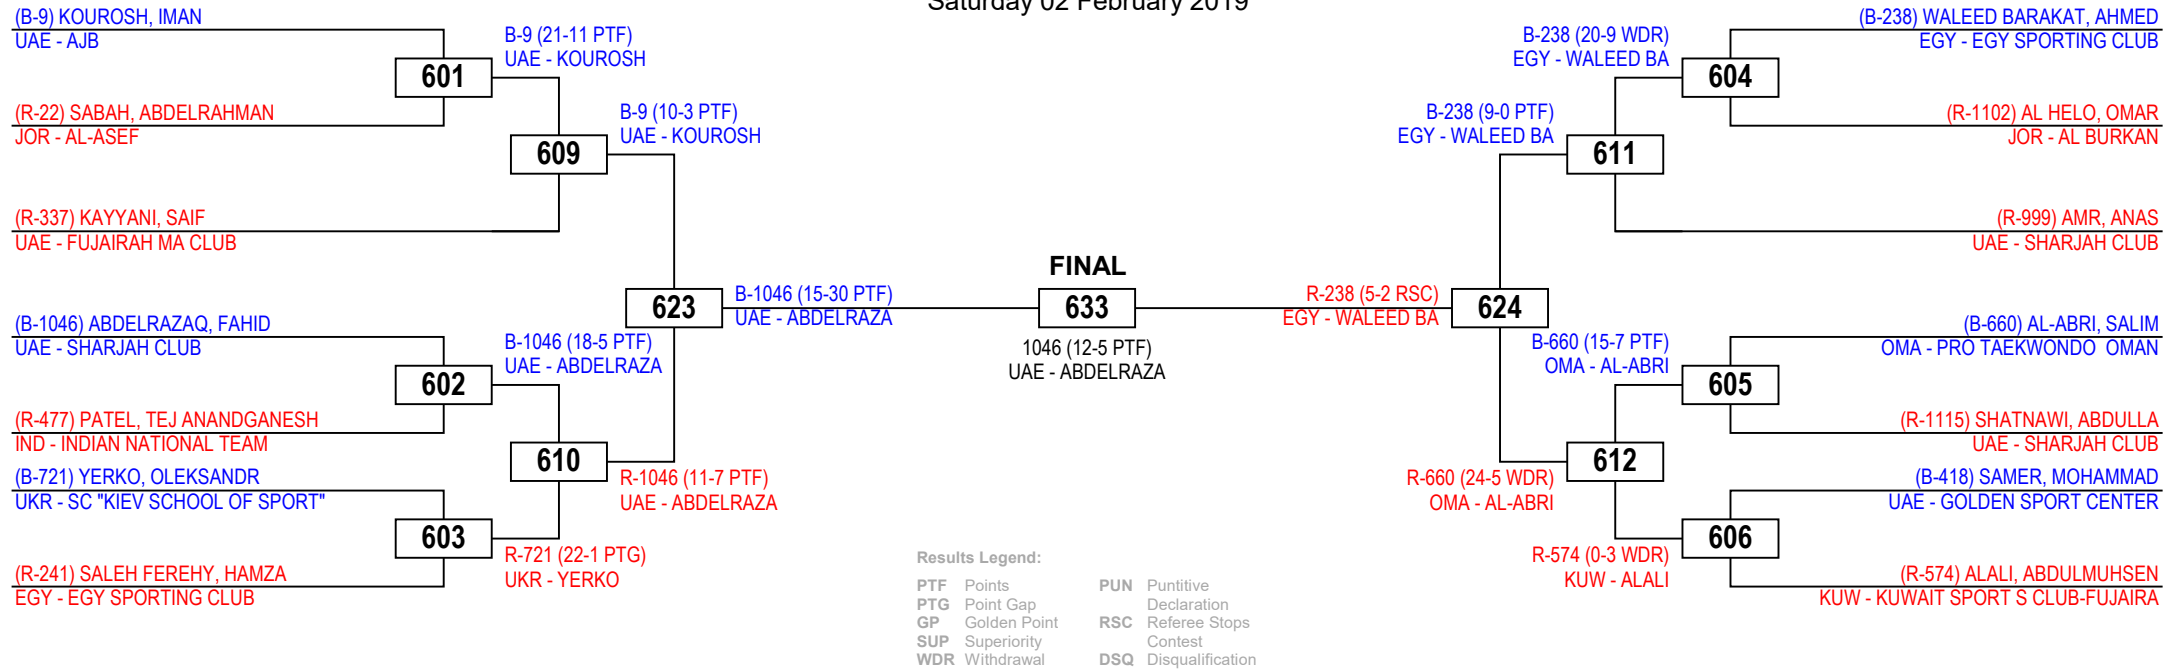 Saturday 02 February 2019
(B-9) KOUROSH, IMAN
UAE - AJB
601
(R-22) SABAH, ABDELRAHMAN
JOR - AL-ASEF
B-9 (21-11 PTF)
UAE - KOUROSH
609
(R-337) KAYYANI, SAIF
UAE - FUJAIRAH MA CLUB
B-9 (10-3 PTF)
UAE - KOUROSH
623
(B-1046) ABDELRAZAQ, FAHID
UAE - SHARJAH CLUB
602
(R-477) PATEL, TEJ ANANDGANESH
IND - INDIAN NATIONAL TEAM
B-1046 (18-5 PTF)
UAE - ABDELRAZA
610
(B-721) YERKO, OLEKSANDR
UKR - SC "KIEV SCHOOL OF SPORT"
603
(R-241) SALEH FEREHY, HAMZA
EGY - EGY SPORTING CLUB
R-721 (22-1 PTG)
UKR - YERKO
R-1046 (11-7 PTF)
UAE - ABDELRAZA
B-1046 (15-30 PTF)
UAE - ABDELRAZA
FINAL
633
1046 (12-5 PTF)
UAE - ABDELRAZA
R-238 (5-2 RSC)
EGY - WALEED BA
624
B-238 (9-0 PTF)
EGY - WALEED BA
611
B-238 (20-9 WDR)
EGY - WALEED BA
604
(B-238) WALEED BARAKAT, AHMED
EGY - EGY SPORTING CLUB
(R-1102) AL HELO, OMAR
JOR - AL BURKAN
(R-999) AMR, ANAS
UAE - SHARJAH CLUB
B-660 (15-7 PTF)
OMA - AL-ABRI
605
(B-660) AL-ABRI, SALIM
OMA - PRO TAEKWONDO  OMAN
(R-1115) SHATNAWI, ABDULLA
UAE - SHARJAH CLUB
612
R-660 (24-5 WDR)
OMA - AL-ABRI
(B-418) SAMER, MOHAMMAD
UAE - GOLDEN SPORT CENTER
606
R-574 (0-3 WDR)
KUW - ALALI
(R-574) ALALI, ABDULMUHSEN
KUW - KUWAIT SPORT S CLUB-FUJAIRA
Results Legend:
PTF Points
PTG Point Gap
GP Golden Point
SUP Superiority
WDR Withdrawal
PUN Puntitive
Declaration
RSC Referee Stops
Contest
DSQ Disqualification